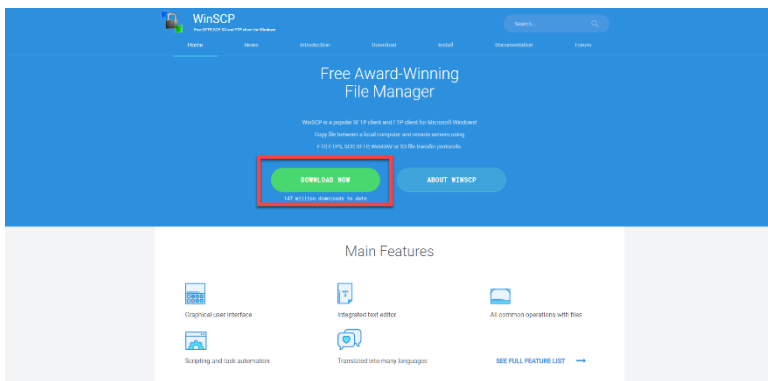 WinSCP
Free SFTP, SCP, S3 and FTP client for Windows
Search...
Home News Introduction Download Install Documentation Forum
Free Award-Winning
File Manager
WinSCP is a popular SFTP client and FTP client for Microsoft Windows!
Copy file between a local computer and remote servers using
FTP, FTPS, SCP, SFTP, WebDAV or S3 file transfer protocols.
DOWNLOAD NOW ABOUT WINSCP
147 million downloads to date
Main Features
Graphical user interface
Integrated text editor
All common operations with files
Scripting and task automation
Translated into many languages
SEE FULL FEATURE LIST →